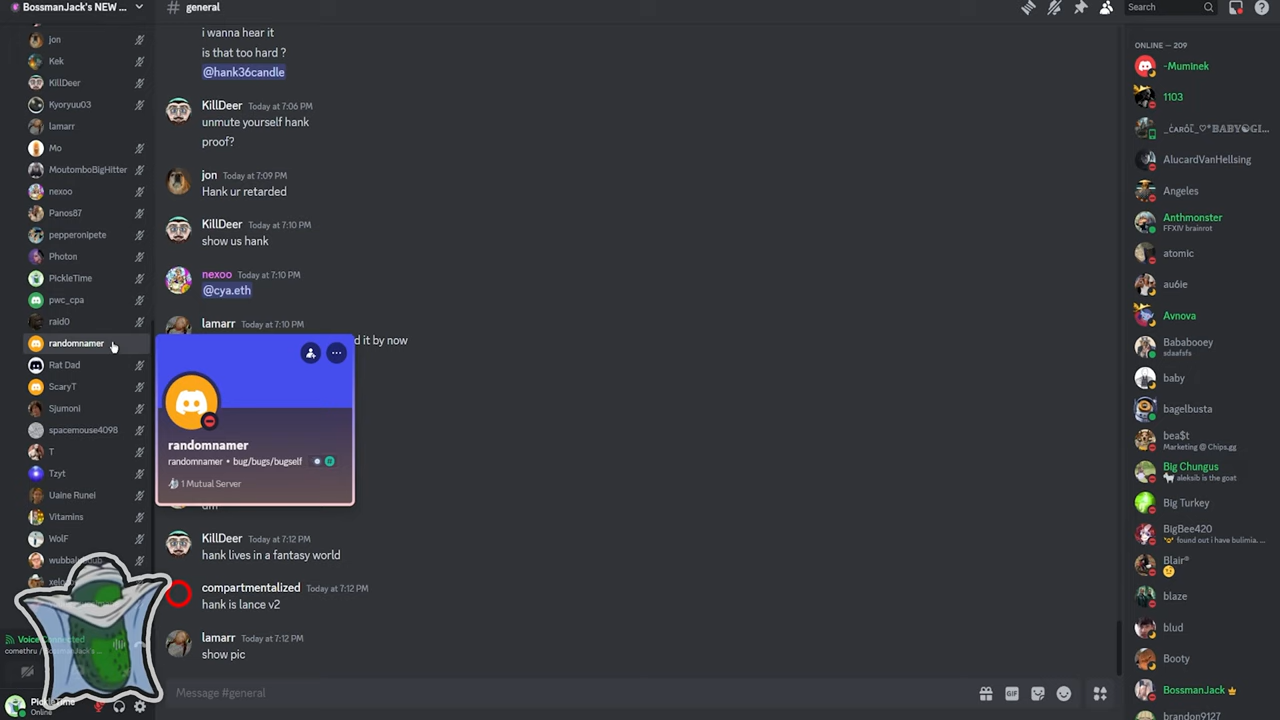 BossmanJack's NEW ...
# general
Search
jon
Kek
KillDeer
Kyoryuu03
lamarr
Mo
MoutomboBigHitter
nexoo
Panos87
pepperonipete
Photon
PickleTime
pwc_cpa
raid0
randomnamer
Rat Dad
ScaryT
Sjumoni
spacemouse4098
T
Tzyt
Uaine Runei
Vitamins
WolF
Voice Connected
comethru / BossmanJack's ...
PickleTime
Online
i wanna hear it
is that too hard ?
@hank36candle
KillDeer Today at 7:06 PM
unmute yourself hank
proof?
jon Today at 7:09 PM
Hank ur retarded
KillDeer Today at 7:10 PM
show us hank
nexoo Today at 7:10 PM
@cya.eth
lamarr Today at 7:10 PM
d it by now
randomnamer
randomnamer • bug/bugs/bugself
1 Mutual Server
KillDeer Today at 7:12 PM
hank lives in a fantasy world
compartmentalized Today at 7:12 PM
hank is lance v2
lamarr Today at 7:12 PM
show pic
Message #general
GIF
ONLINE — 209
-Muminek
1103
AlucardVanHellsing
Angeles
Anthmonster
FFXIV brainrot
atomic
au6ie
Avnova
Bababooey
sdaafsfs
baby
bagelbusta
bea$t
Marketing @ Chips.gg
Big Chungus
aleksib is the goat
Big Turkey
BigBee420
found out i have bulimia. ...
Blair®
blaze
blud
Booty
BossmanJack
brandon9127